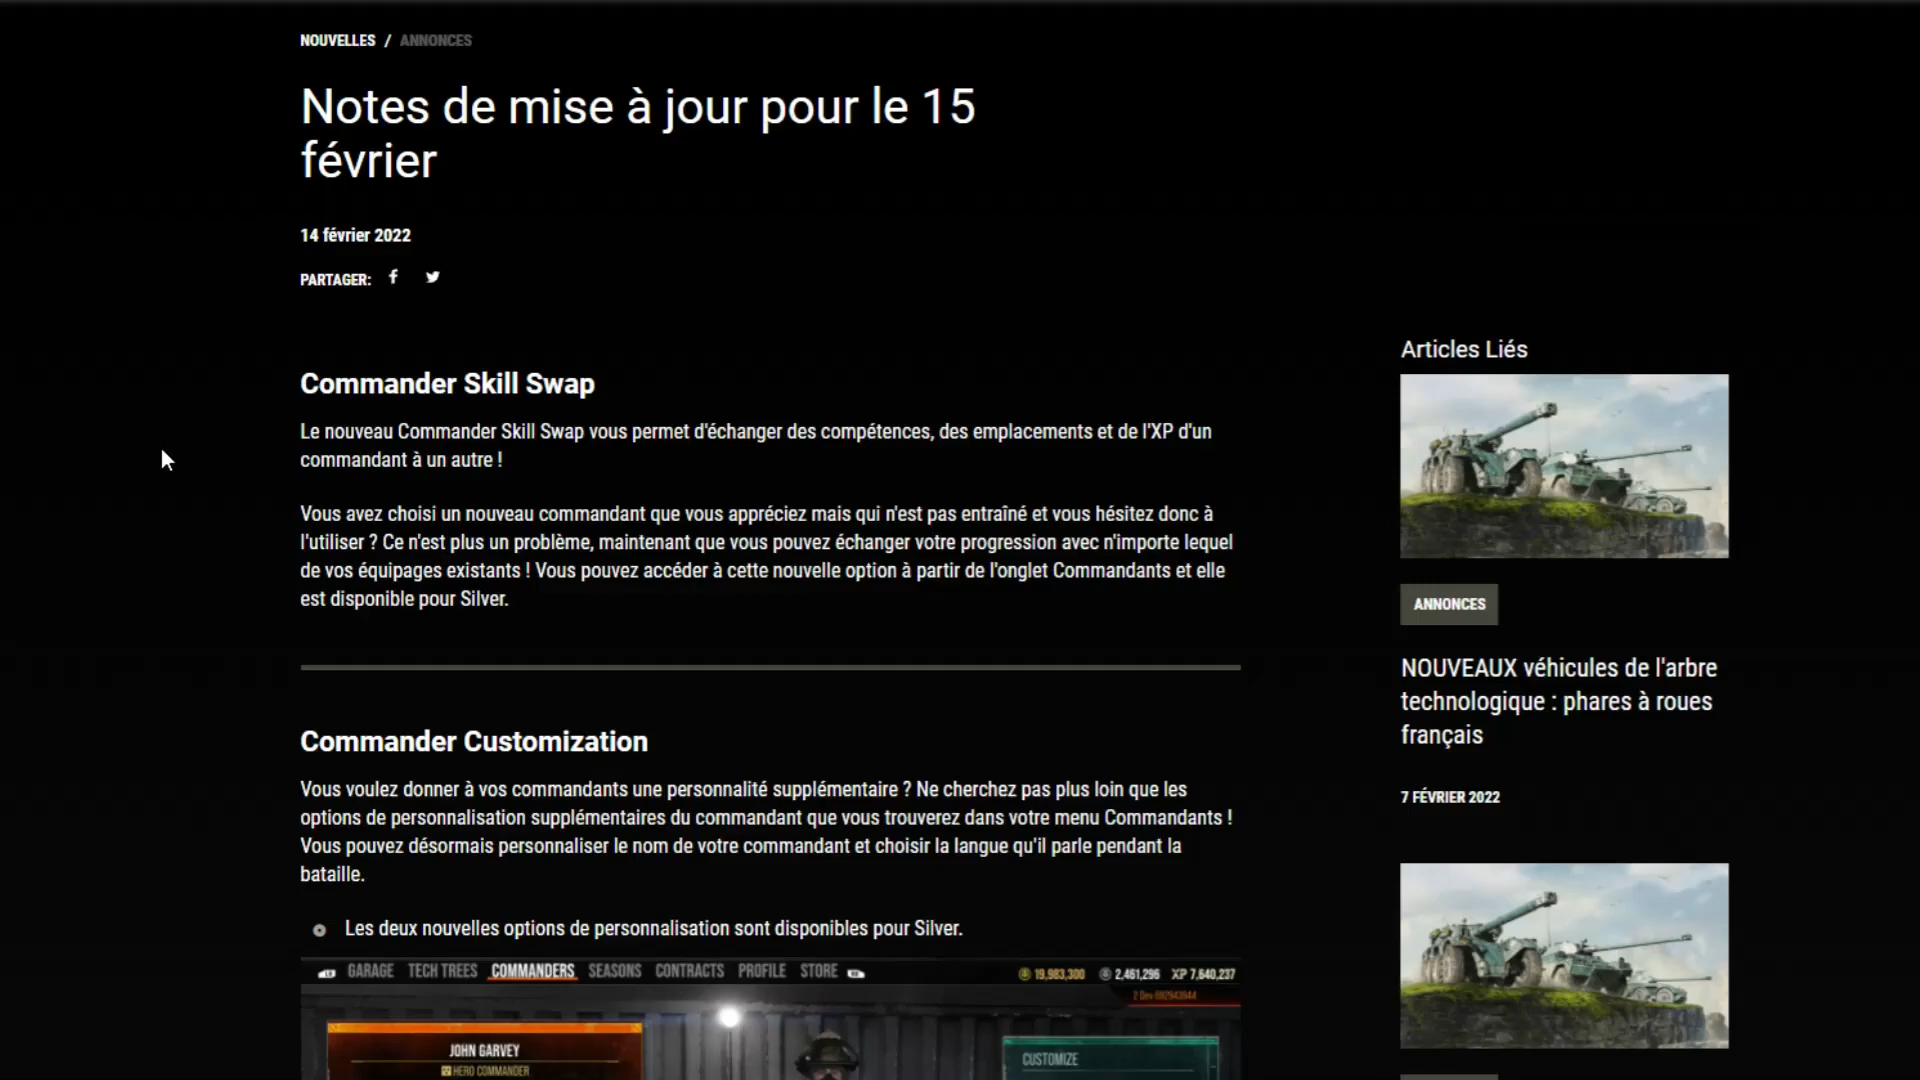 NOUVELLES / ANNONCES
Notes de mise à jour pour le 15
février
14 février 2022
PARTAGER:
Commander Skill Swap
Le nouveau Commander Skill Swap vous permet d'échanger des compétences, des emplacements et de l'XP d'un
commandant à un autre !
Vous avez choisi un nouveau commandant que vous appréciez mais qui n'est pas entraîné et vous hésitez donc à
l'utiliser ? Ce n'est plus un problème, maintenant que vous pouvez échanger votre progression avec n'importe lequel
de vos équipages existants ! Vous pouvez accéder à cette nouvelle option à partir de l'onglet Commandants et elle
est disponible pour Silver.
Commander Customization
Vous voulez donner à vos commandants une personnalité supplémentaire ? Ne cherchez pas plus loin que les
options de personnalisation supplémentaires du commandant que vous trouverez dans votre menu Commandants !
Vous pouvez désormais personnaliser le nom de votre commandant et choisir la langue qu'il parle pendant la
bataille.
Les deux nouvelles options de personnalisation sont disponibles pour Silver.
GARAGE TECH TREES COMMANDERS SEASONS CONTRACTS PROFILE STORE 19,983,300 2,461,296 XP 7,640,237
2 Dev 692943944
JOHN GARVEY
HERO COMMANDER
CUSTOMIZE
Articles Liés
ANNONCES
NOUVEAUX véhicules de l'arbre
technologique : phares à roues
français
7 FÉVRIER 2022